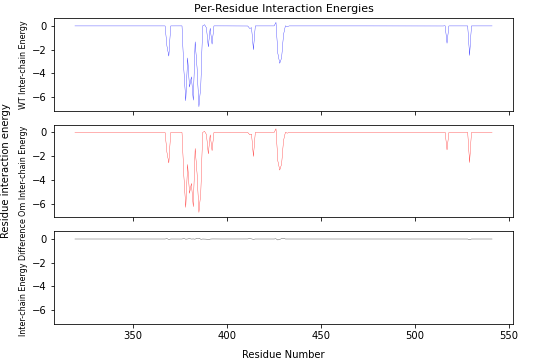 Per-Residue Interaction Energies
Residue interaction energy
WT Inter-chain Energy
0
−2
−4
−6
Om Inter-chain Energy
0
−2
−4
−6
Inter-chain Energy Difference
0
−2
−4
−6
350
400
450
500
550
Residue Number